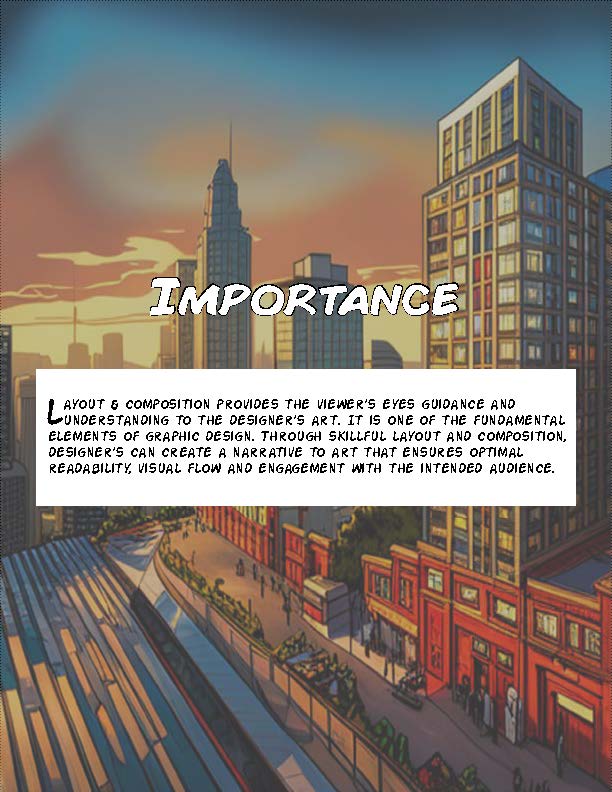 IMPORTANCE
LAYOUT & COMPOSITION PROVIDES THE VIEWER'S EYES GUIDANCE AND
UNDERSTANDING TO THE DESIGNER'S ART. IT IS ONE OF THE FUNDAMENTAL
ELEMENTS OF GRAPHIC DESIGN. THROUGH SKILLFUL LAYOUT AND COMPOSITION,
DESIGNER'S CAN CREATE A NARRATIVE TO ART THAT ENSURES OPTIMAL
READABILITY, VISUAL FLOW AND ENGAGEMENT WITH THE INTENDED AUDIENCE.